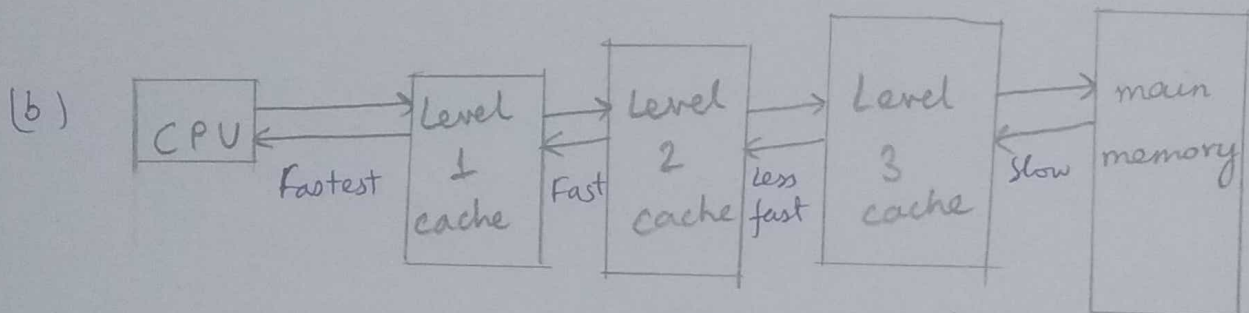 (b)
CPU
Fastest
Level
1
cache
Fast
Level
2
cache
Less
fast
Level
3
cache
Slow
main
memory